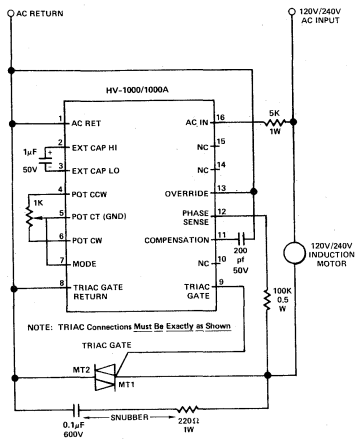 AC RETURN
120V/240V
AC INPUT
HV-1000/1000A
1
AC RET
AC IN
16
5K
1W
2
EXT CAP HI
NC
15
1µF
+
−
50V
3
EXT CAP LO
NC
14
4
POT CCW
OVERRIDE
13
1K
5
POT CT (GND)
PHASE
SENSE
12
6
POT CW
COMPENSATION
11
200
pf
50V
120V/240V
INDUCTION
MOTOR
7
MODE
NC
10
8
TRIAC GATE
RETURN
TRIAC
GATE
9
100K
0.5
W
NOTE: TRIAC Connections Must Be Exactly as Shown
TRIAC GATE
MT2
MT1
SNUBBER
0.1µF
600V
220Ω
1W